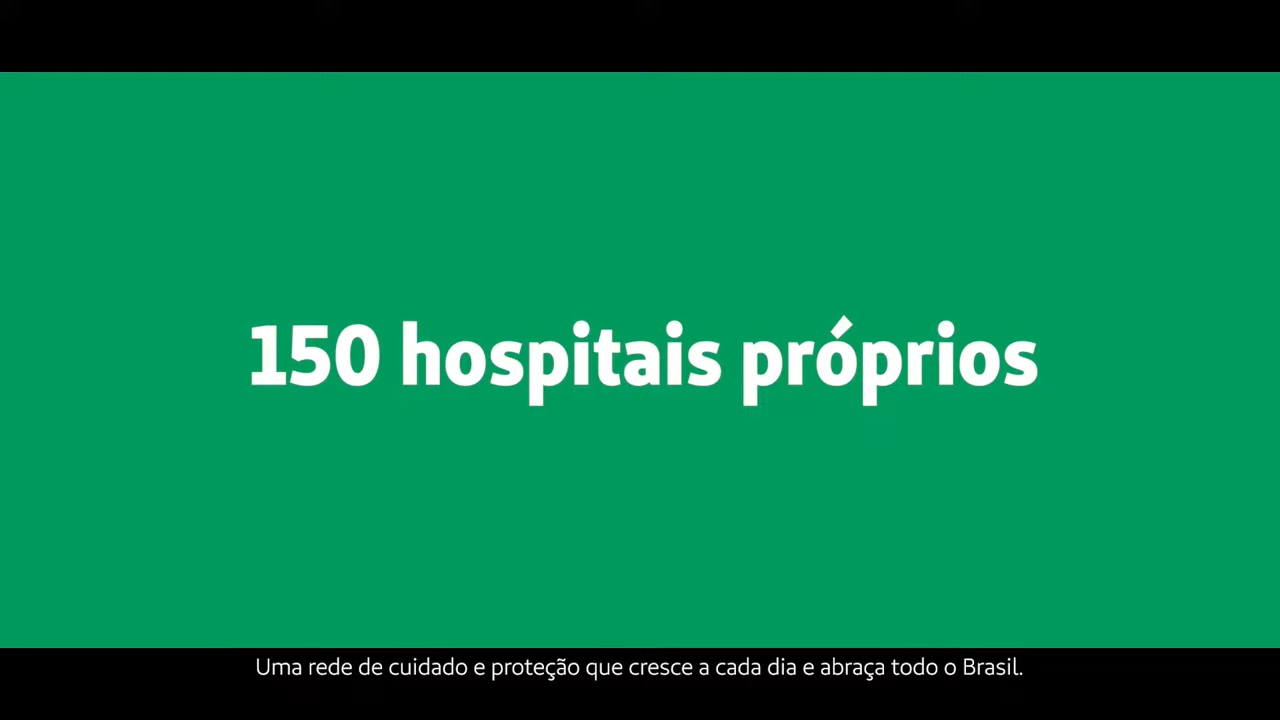 150 hospitais próprios
Uma rede de cuidado e proteção que cresce a cada dia e abraça todo o Brasil.